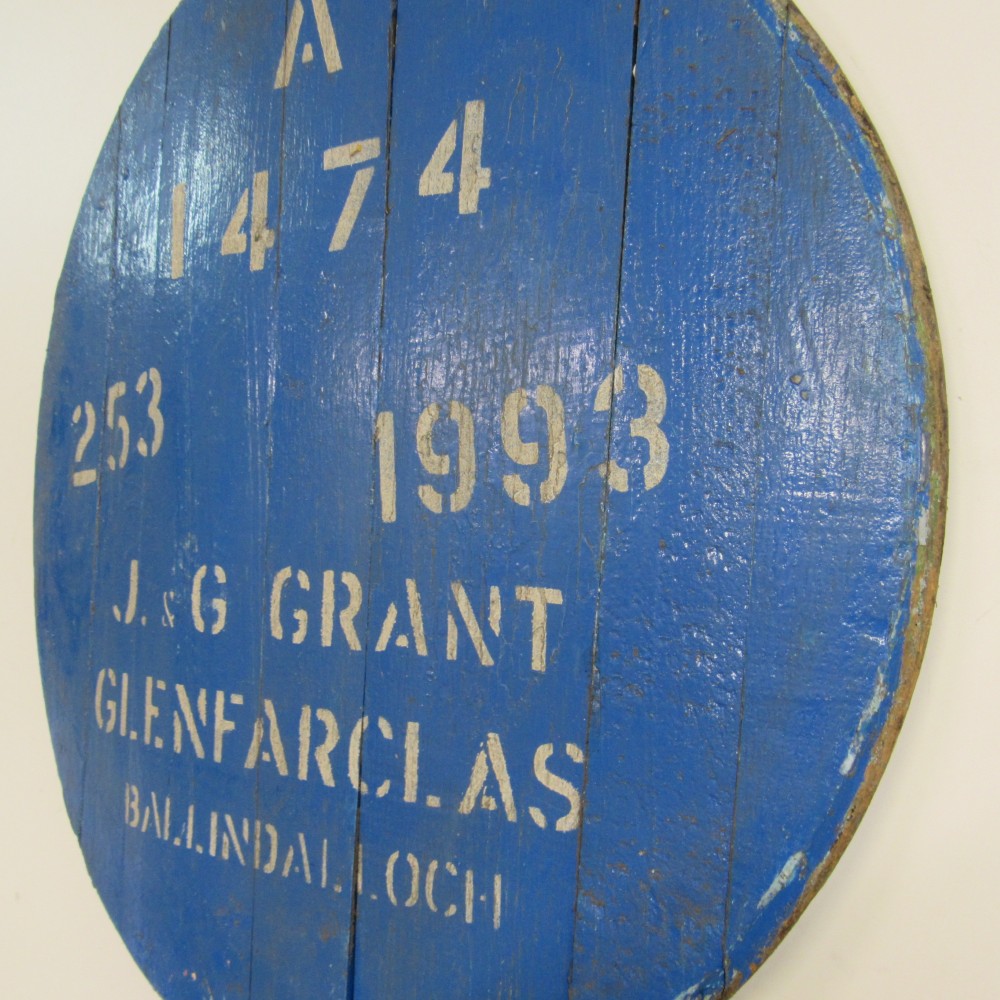 A
1474
253 1993
J. & G GRANT
GLENFARCLAS
BALLINDALLOCH